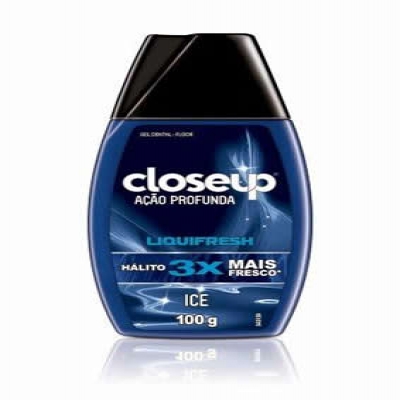 GEL DENTAL - FLÚOR
closeup
AÇÃO PROFUNDA
LIQUIFRESH
HÁLITO 3X MAIS FRESCO*
ICE
100 g